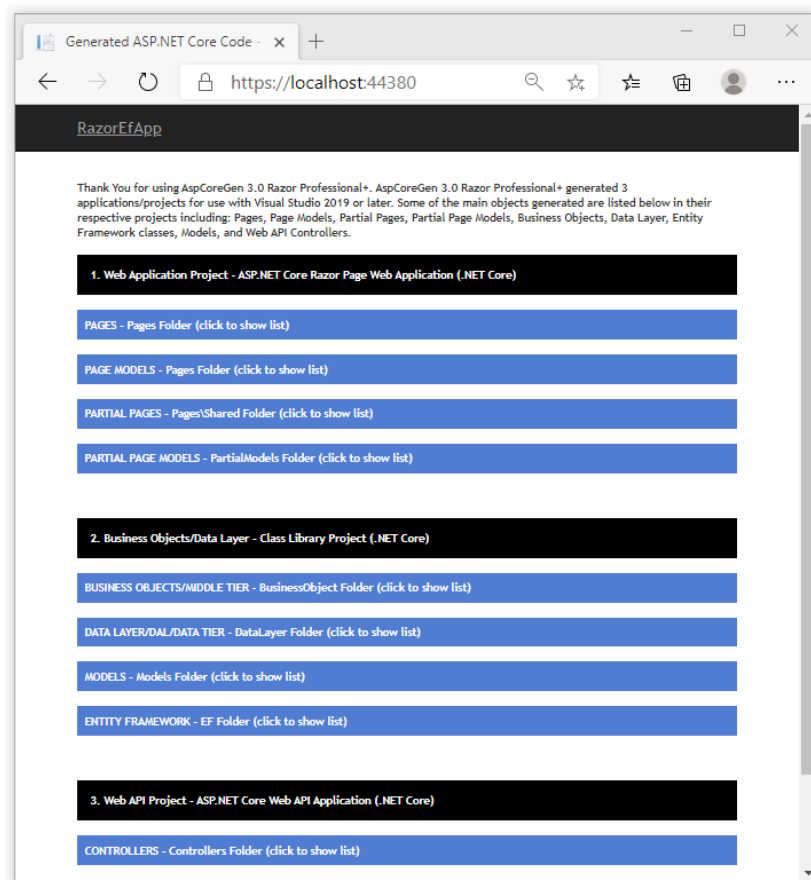 Generated ASP.NET Core Code -
https://localhost:44380
RazorEfApp
Thank You for using AspCoreGen 3.0 Razor Professional+. AspCoreGen 3.0 Razor Professional+ generated 3
applications/projects for use with Visual Studio 2019 or later. Some of the main objects generated are listed below in their
respective projects including: Pages, Page Models, Partial Pages, Partial Page Models, Business Objects, Data Layer, Entity
Framework classes, Models, and Web API Controllers.
1. Web Application Project - ASP.NET Core Razor Page Web Application (.NET Core)
PAGES - Pages Folder (click to show list)
PAGE MODELS - Pages Folder (click to show list)
PARTIAL PAGES - Pages\Shared Folder (click to show list)
PARTIAL PAGE MODELS - PartialModels Folder (click to show list)
2. Business Objects/Data Layer - Class Library Project (.NET Core)
BUSINESS OBJECTS/MIDDLE TIER - BusinessObject Folder (click to show list)
DATA LAYER/DAL/DATA TIER - DataLayer Folder (click to show list)
MODELS - Models Folder (click to show list)
ENTITY FRAMEWORK - EF Folder (click to show list)
3. Web API Project - ASP.NET Core Web API Application (.NET Core)
CONTROLLERS - Controllers Folder (click to show list)